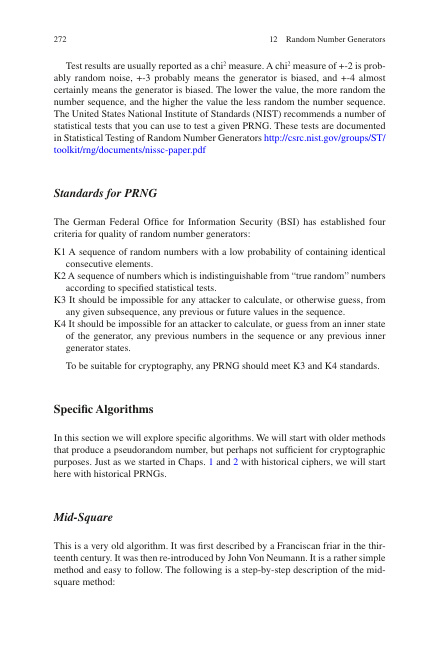 272 12 Random Number Generators
Test results are usually reported as a chi² measure. A chi² measure of +-2 is prob-
ably random noise, +-3 probably means the generator is biased, and +-4 almost
certainly means the generator is biased. The lower the value, the more random the
number sequence, and the higher the value the less random the number sequence.
The United States National Institute of Standards (NIST) recommends a number of
statistical tests that you can use to test a given PRNG. These tests are documented
in Statistical Testing of Random Number Generators http://csrc.nist.gov/groups/ST/
toolkit/rng/documents/nissc-paper.pdf
Standards for PRNG
The German Federal Office for Information Security (BSI) has established four
criteria for quality of random number generators:
K1 A sequence of random numbers with a low probability of containing identical
consecutive elements.
K2 A sequence of numbers which is indistinguishable from “true random” numbers
according to specified statistical tests.
K3 It should be impossible for any attacker to calculate, or otherwise guess, from
any given subsequence, any previous or future values in the sequence.
K4 It should be impossible for an attacker to calculate, or guess from an inner state
of the generator, any previous numbers in the sequence or any previous inner
generator states.
To be suitable for cryptography, any PRNG should meet K3 and K4 standards.
Specific Algorithms
In this section we will explore specific algorithms. We will start with older methods
that produce a pseudorandom number, but perhaps not sufficient for cryptographic
purposes. Just as we started in Chaps. 1 and 2 with historical ciphers, we will start
here with historical PRNGs.
Mid-Square
This is a very old algorithm. It was first described by a Franciscan friar in the thir-
teenth century. It was then re-introduced by John Von Neumann. It is a rather simple
method and easy to follow. The following is a step-by-step description of the mid-
square method: